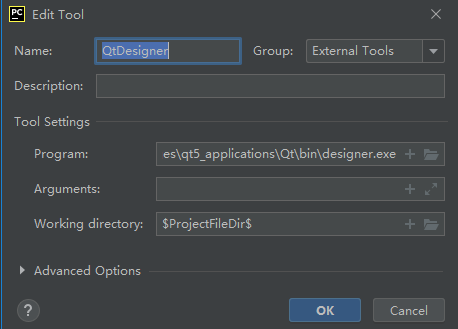 PC Edit Tool
Name: QtDesigner Group: External Tools
Description:
Tool Settings
Program: es\qt5_applications\Qt\bin\designer.exe
Arguments:
Working directory: $ProjectFileDir$
Advanced Options
? OK Cancel